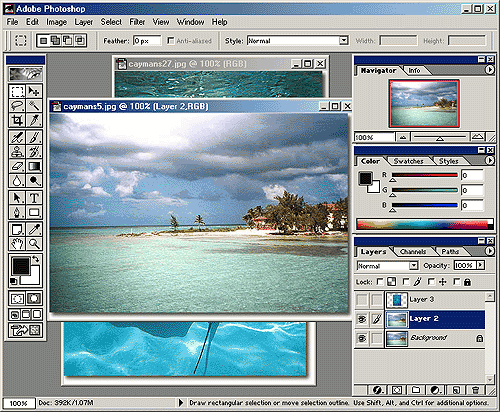 Adobe Photoshop
File Edit Image Layer Select Filter View Window Help
Feather: 0 px Anti-aliased Style: Normal Width: Height:
caymans27.jpg @ 100% (RGB)
Navigator Info
caymans5.jpg @ 100% (Layer 2,RGB)
100%
Color Swatches Styles
R 0
G 0
B 0
Layers Channels Paths
Normal Opacity: 100%
Lock:
Layer 3
Layer 2
Background
T
100% Doc: 392K/1.07M Draw rectangular selection or move selection outline. Use Shift, Alt, and Ctrl for additional options.